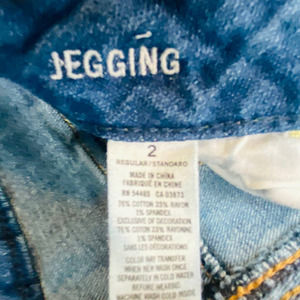 JEGGING
2
REGULAR/STANDARD
MADE IN CHINA
FABRIQUÉ EN CHINE
RN 54485 CA 03673
76% COTTON 23% RAYON
1% SPANDEX
EXCLUSIVE OF DECORATION
76% COTON 23% RAYONNE
1% SPANDEX
SANS LES DÉCORATIONS
COLOR MAY TRANSFER
WHEN NEW WASH ONCE
SEPARATELY IN COLD WATER
BEFORE WEARING
MACHINE WASH COLD INSIDE